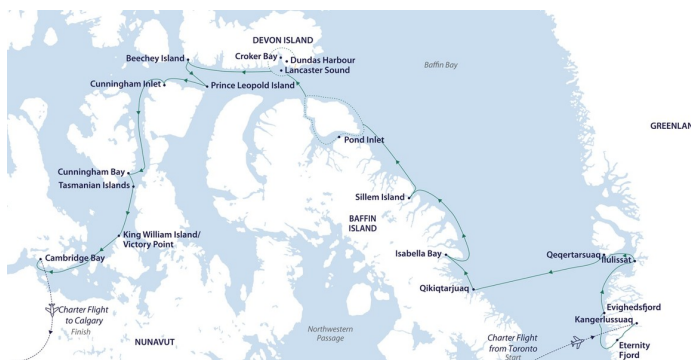 DEVON ISLAND
Beechey Island
Croker Bay
Dundas Harbour
Lancaster Sound
Baffin Bay
Cunningham Inlet
Prince Leopold Island
GREENLAN
Pond Inlet
Cunningham Bay
Tasmanian Islands
Sillem Island
BAFFIN
ISLAND
King William Island/
Victory Point
Cambridge Bay
Isabella Bay
Qeqertarsuaq
Ilulissat
Qikiqtarjuaq
Evighedsfjord
Kangerlussuaq
Charter Flight
to Calgary
Finish
NUNAVUT
Northwestern
Passage
Charter Flight
from Toronto
Start
Eternity
Fjord